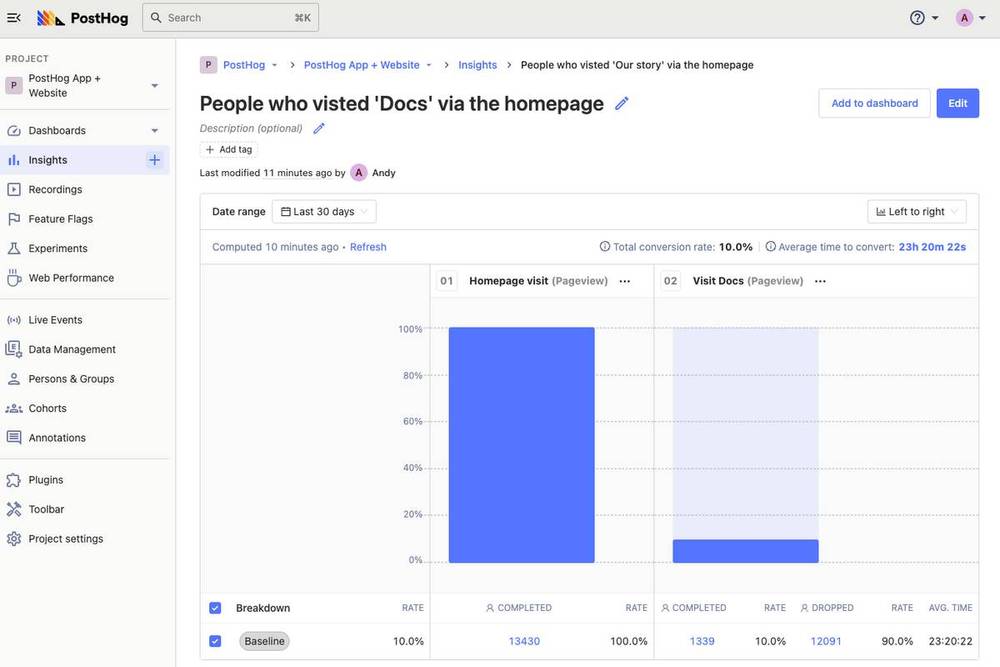 PostHog
Search ⌘K
A
PROJECT
P PostHog App + Website
Dashboards
Insights
Recordings
Feature Flags
Experiments
Web Performance
Live Events
Data Management
Persons & Groups
Cohorts
Annotations
Plugins
Toolbar
Project settings
P PostHog > PostHog App + Website > Insights > People who visted 'Our story' via the homepage
People who visted 'Docs' via the homepage
Add to dashboard Edit
Description (optional)
+ Add tag
Last modified 11 minutes ago by A Andy
Date range Last 30 days Left to right
Computed 10 minutes ago • Refresh Total conversion rate: 10.0% Average time to convert: 23h 20m 22s
01 Homepage visit (Pageview) ••• 02 Visit Docs (Pageview) •••
100%
80%
60%
40%
20%
0%
Breakdown RATE COMPLETED RATE COMPLETED RATE DROPPED RATE AVG. TIME
Baseline 10.0% 13430 100.0% 1339 10.0% 12091 90.0% 23:20:22